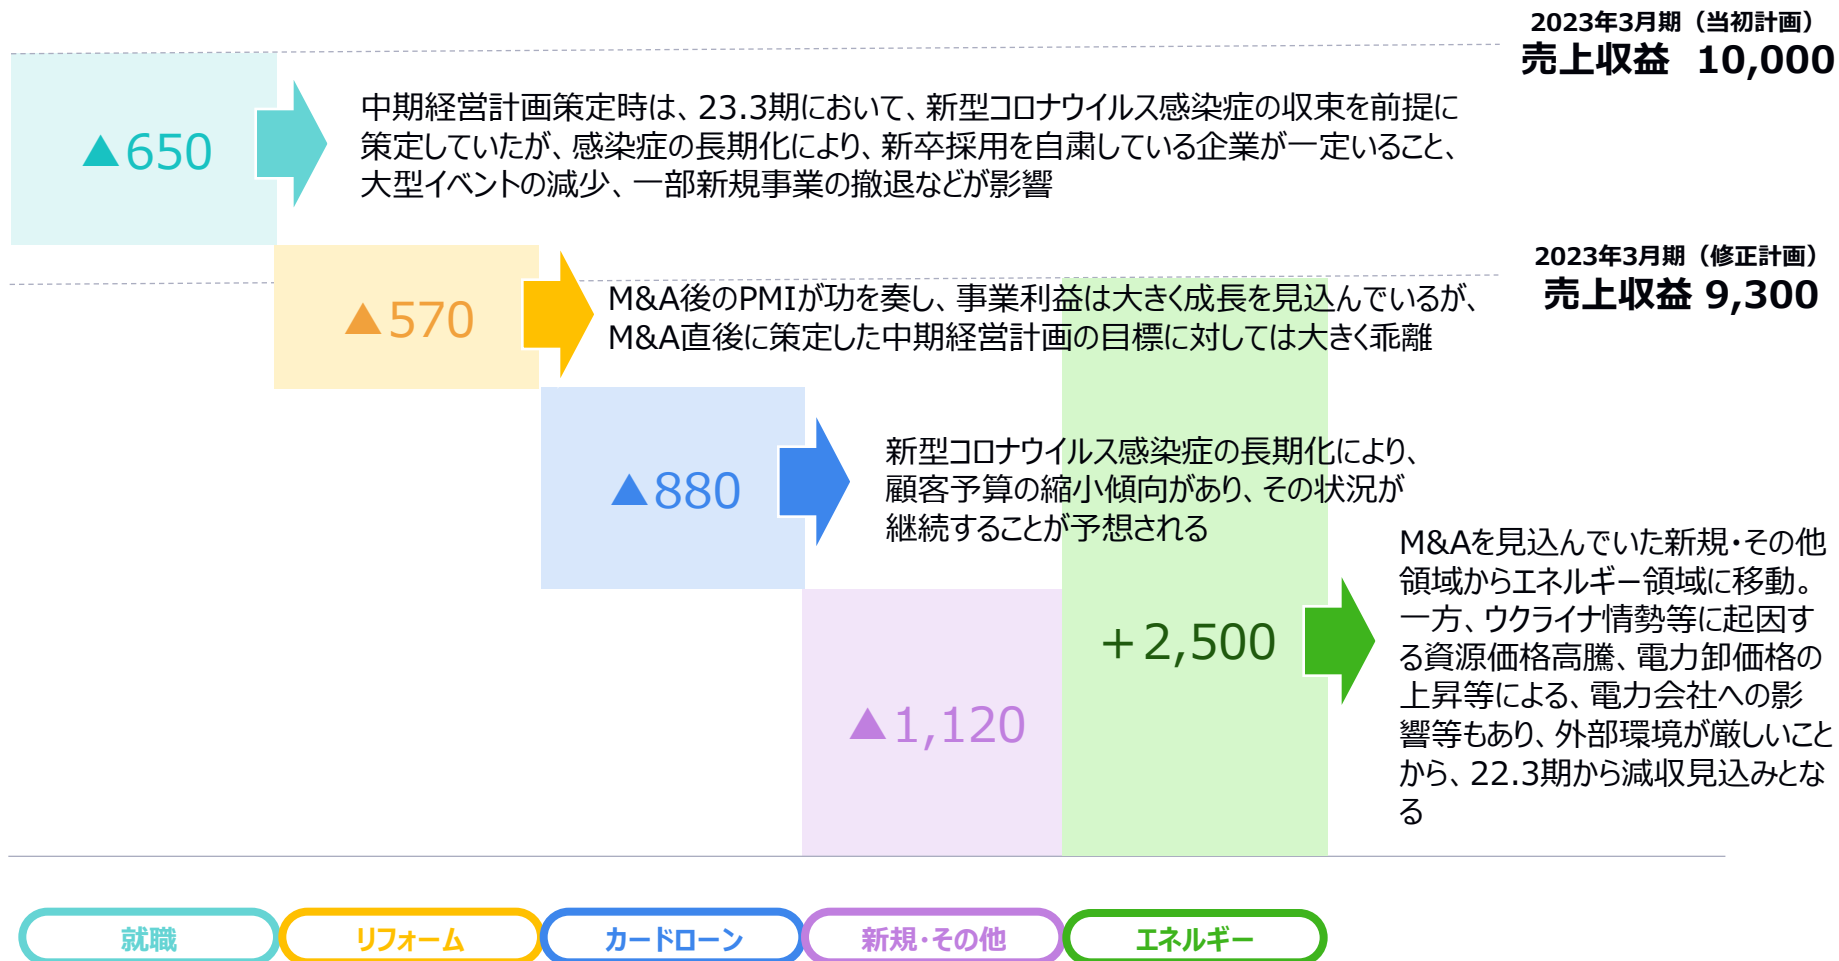 2023年3月期（当初計画）
売上収益 10,000
▲650
中期経営計画策定時は、23.3期において、新型コロナウイルス感染症の収束を前提に
策定していたが、感染症の長期化により、新卒採用を自粛している企業が一定いること、
大型イベントの減少、一部新規事業の撤退などが影響
2023年3月期（修正計画）
売上収益 9,300
▲570
M&A後のPMIが功を奏し、事業利益は大きく成長を見込んでいるが、
M&A直後に策定した中期経営計画の目標に対しては大きく乖離
▲880
新型コロナウイルス感染症の長期化により、
顧客予算の縮小傾向があり、その状況が
継続することが予想される
▲1,120
＋2,500
M&Aを見込んでいた新規・その他
領域からエネルギー領域に移動。
一方、ウクライナ情勢等に起因す
る資源価格高騰、電力卸価格の
上昇等による、電力会社への影
響等もあり、外部環境が厳しいこと
から、22.3期から減収見込みとな
る
就職
リフォーム
カードローン
新規・その他
エネルギー